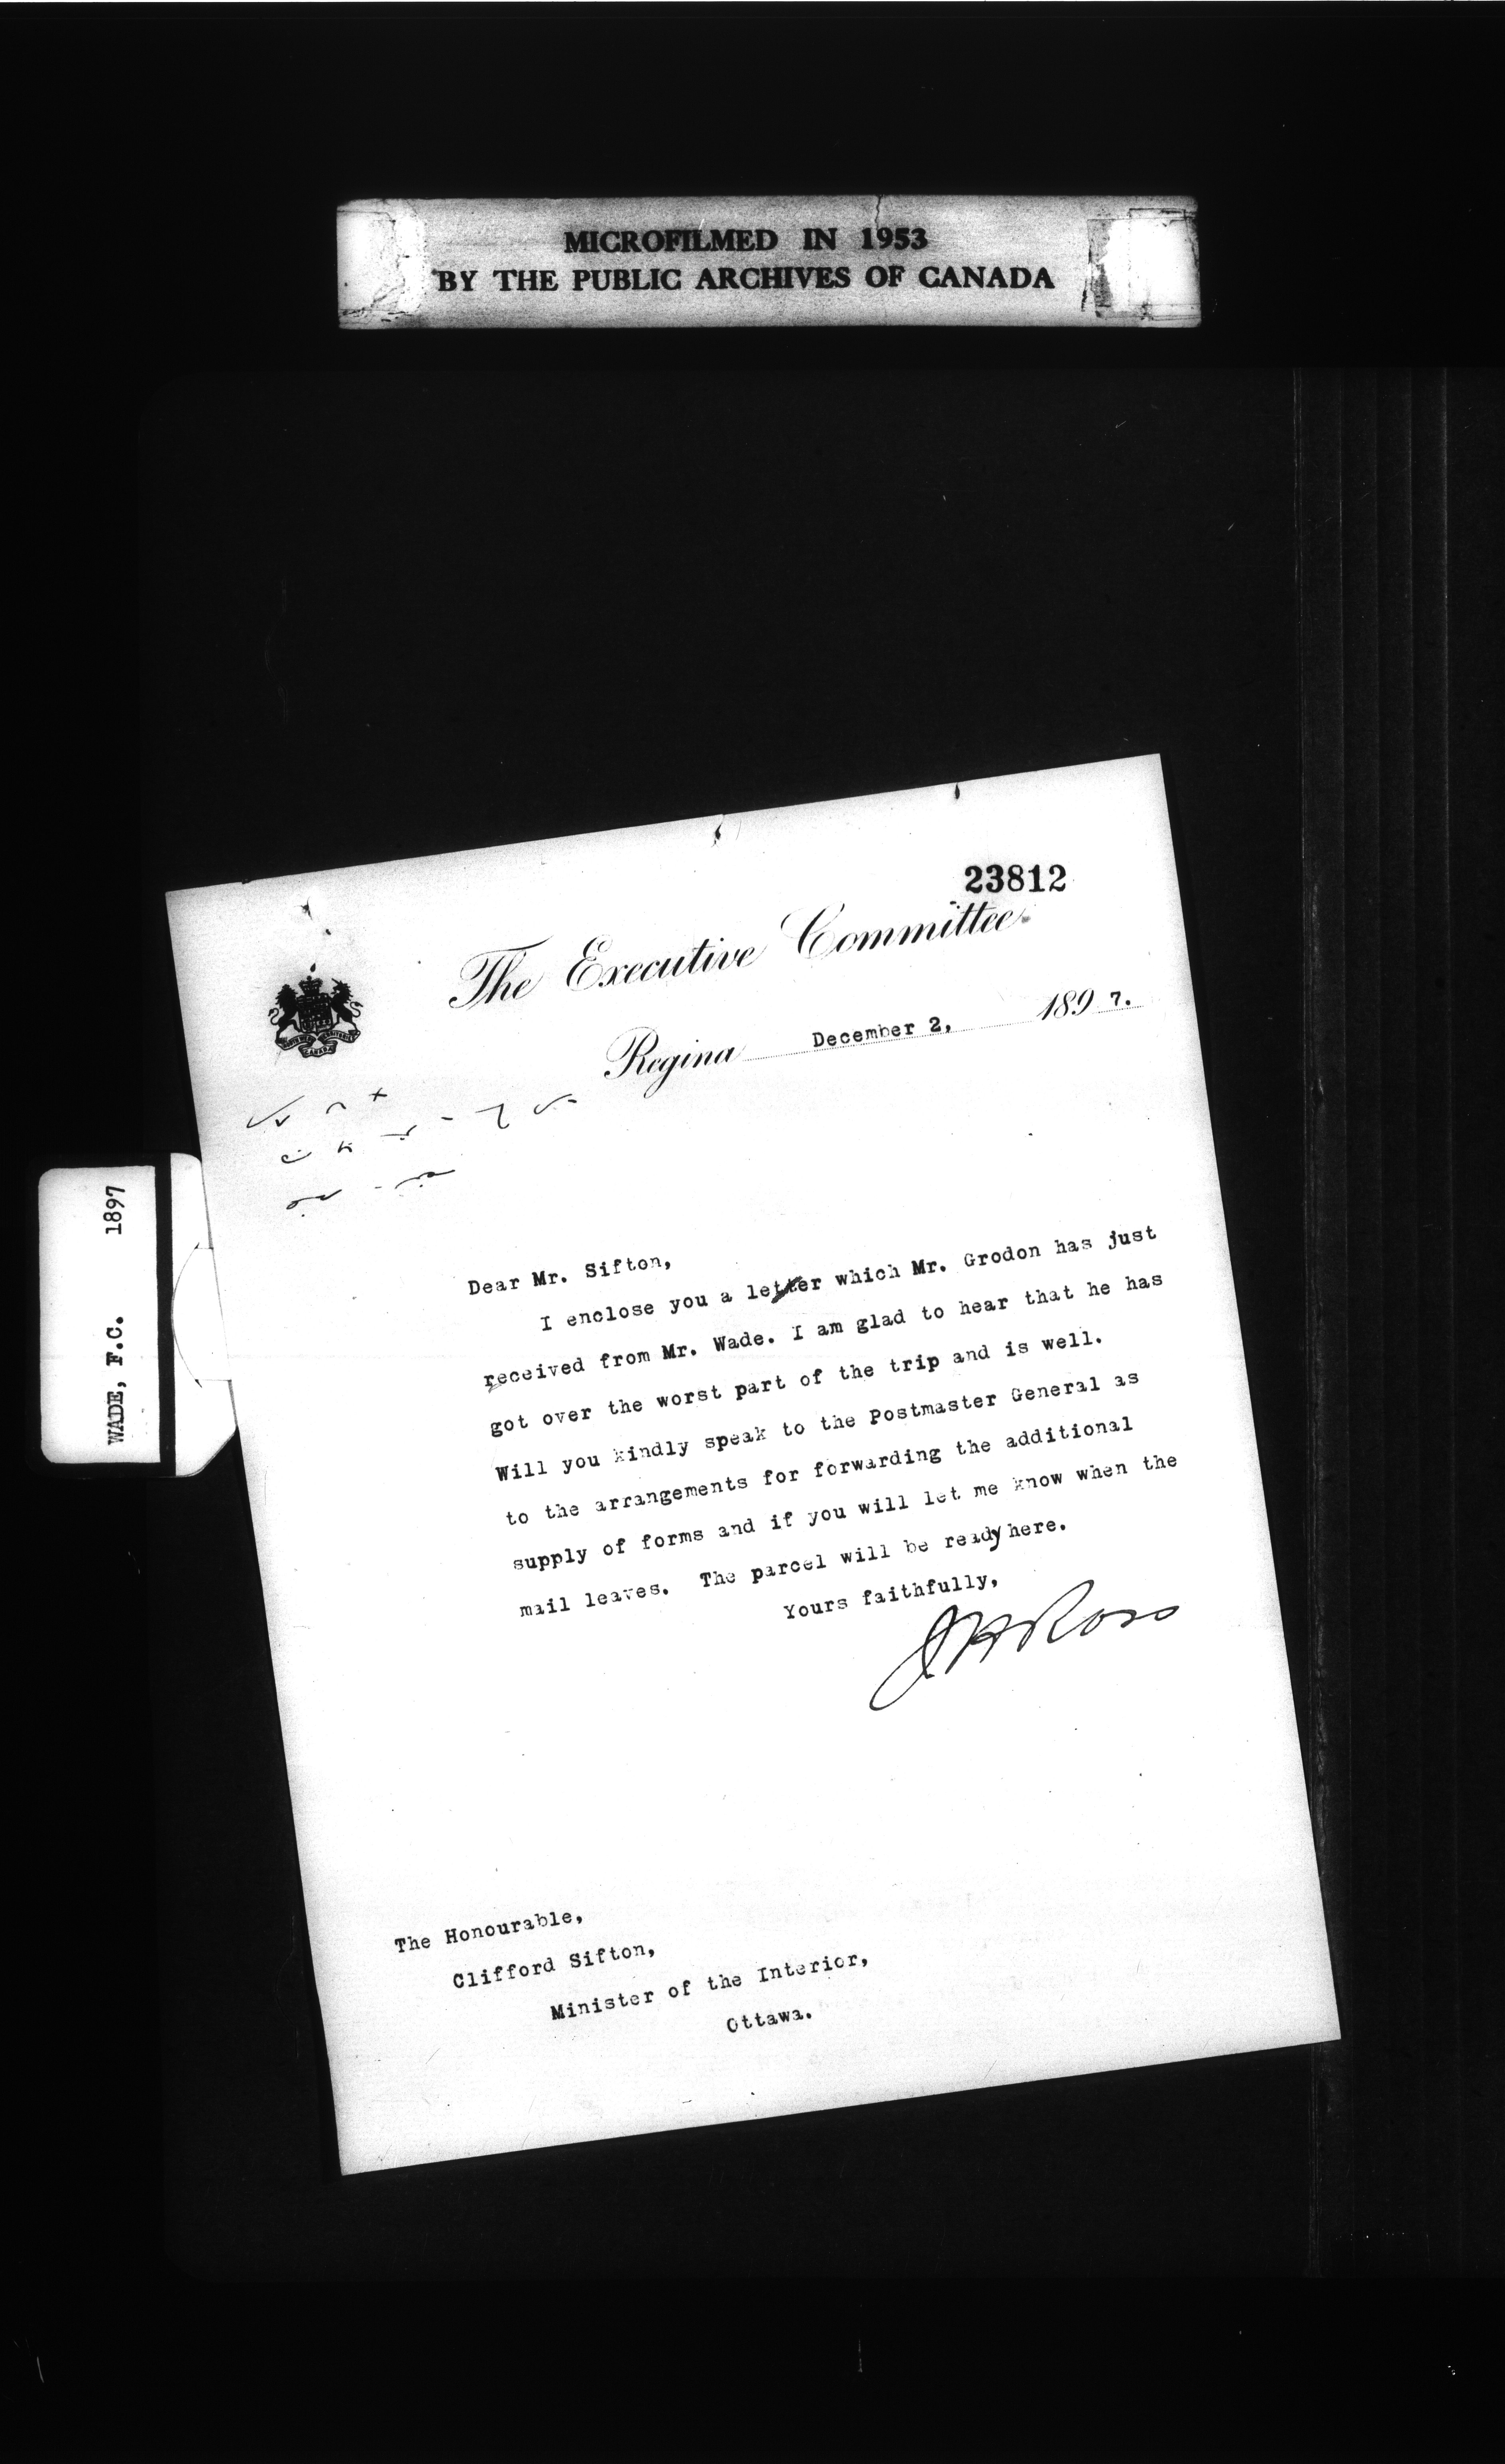 MICROFILMED IN 1953
BY THE PUBLIC ARCHIVES OF CANADA
23812
The Executive Committee
Regina December 2, 1897.
CANADA
Dear Mr. Sifton,
I enclose you a letter which Mr. Grodon has just
received from Mr. Wade. I am glad to hear that he has
got over the worst part of the trip and is well.
Will you kindly speak to the Postmaster General as
to the arrangements for forwarding the additional
supply of forms and if you will let me know when the
mail leaves. The parcel will be ready here.
Yours faithfully,
J H Ross
The Honourable,
Clifford Sifton,
Minister of the Interior,
Ottawa.
WADE, F.C. 1897